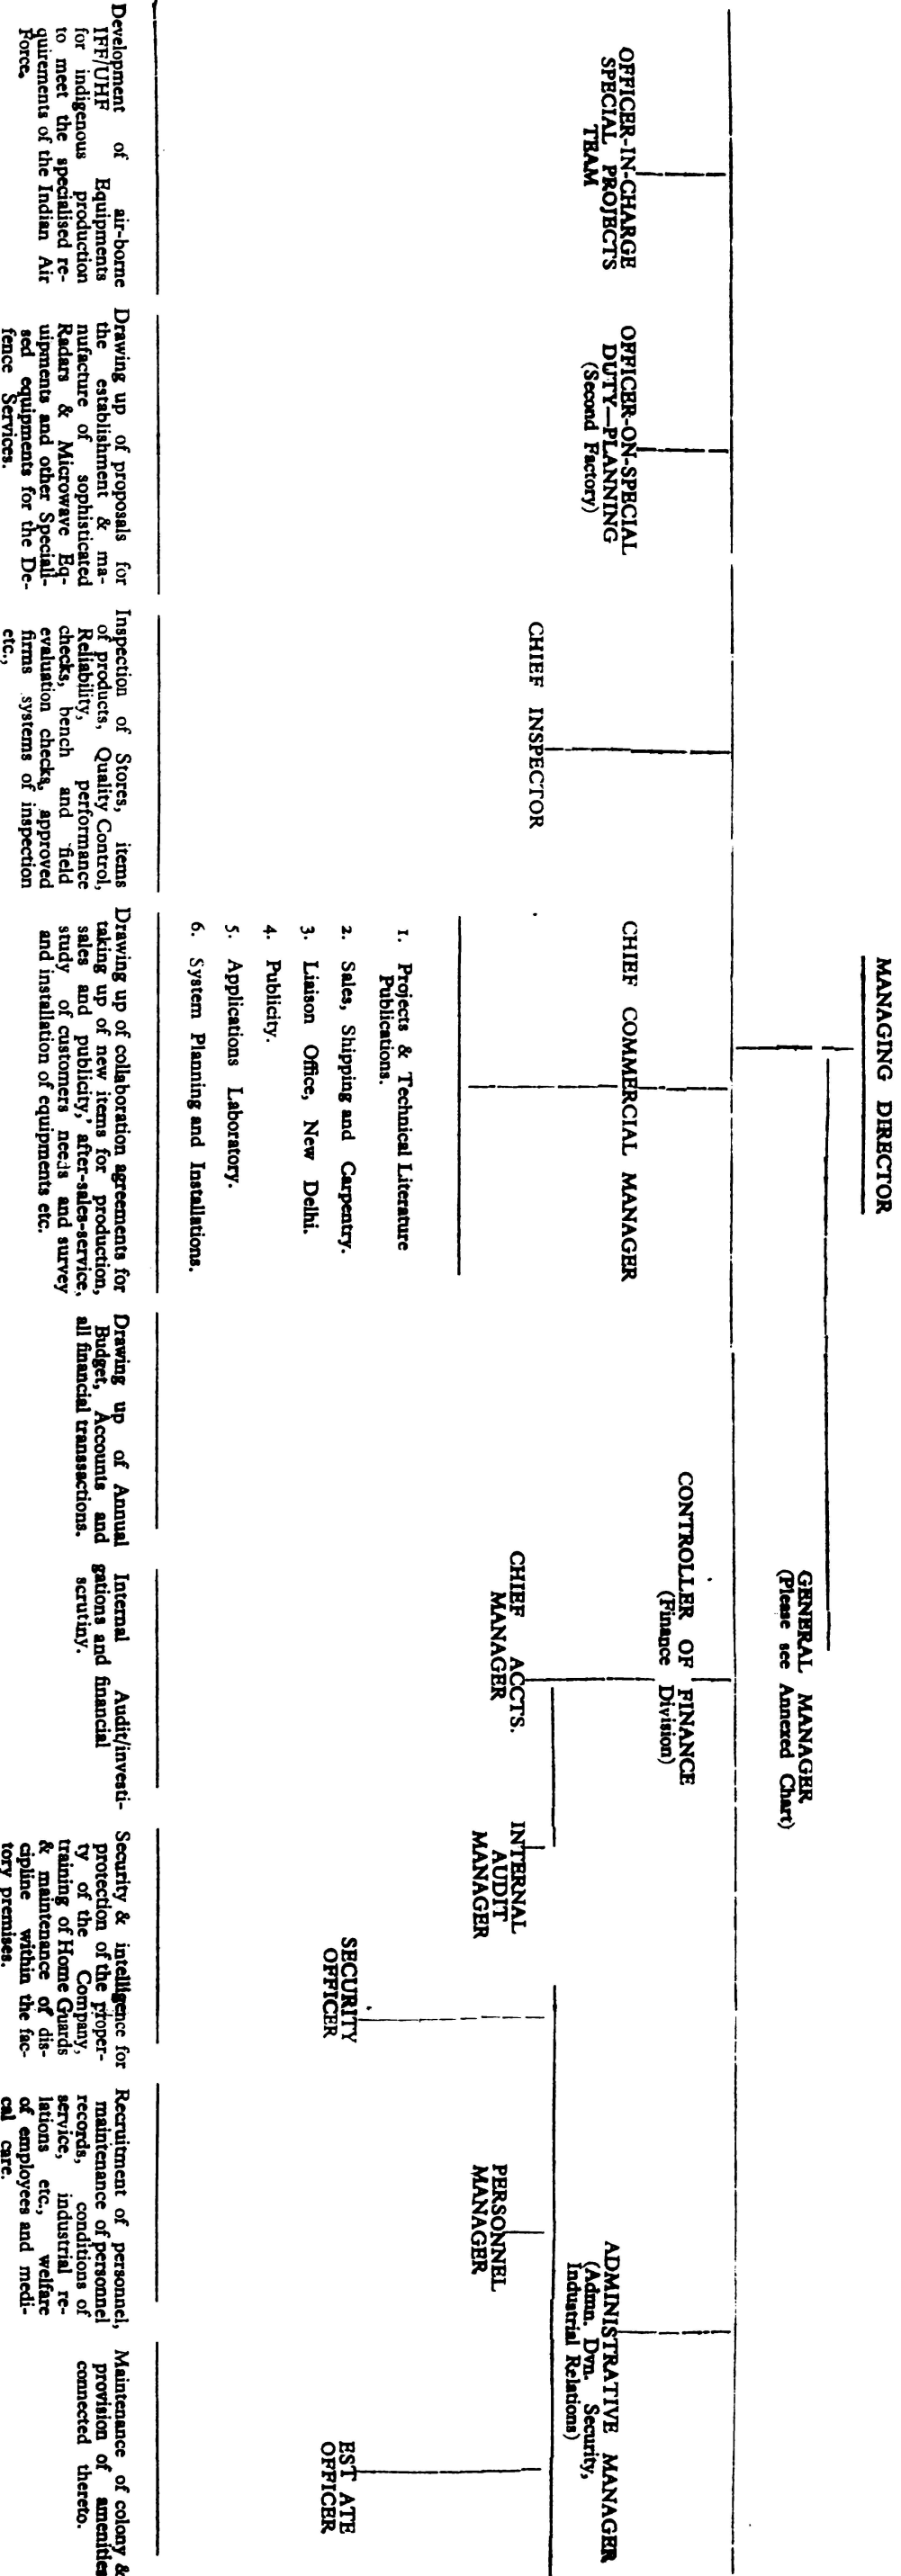 MANAGING DIRECTOR
GENERAL MANAGER
(Please see Annexed Chart)
OFFICER-IN-CHARGE
SPECIAL PROJECTS
TEAM
OFFICER-ON-SPECIAL
DUTY—PLANNING
(Second Factory)
CHIEF INSPECTOR
CHIEF COMMERCIAL MANAGER
1. Projects & Technical Literature
Publications.
2. Sales, Shipping and Carpentry.
3. Liaison Office, New Delhi.
4. Publicity.
5. Applications Laboratory.
6. System Planning and Installations.
CONTROLLER OF FINANCE
(Finance Division)
CHIEF ACCTS.
MANAGER
INTERNAL
AUDIT
MANAGER
ADMINISTRATIVE MANAGER
(Admn. Dvn. Security,
Industrial Relations)
SECURITY
OFFICER
PERSONNEL
MANAGER
EST ATE
OFFICER
Development of air-borne
IFF/UHF Equipments
for indigenous production
to meet the specialised re-
quirements of the Indian Air
Force.
Drawing up of proposals for
the establishment & ma-
nufacture of sophisticated
Radars & Microwave Eq-
uipments and other Speciali-
sed equipments for the De-
fence Services.
Inspection of Stores, items
of products, Quality Control,
Reliability, performance
checks, bench and field
evaluation checks, approved
firms systems of inspection
etc.,
Drawing up of collaboration agreements for
taking up of new items for production,
sales and publicity,' after-sales-service,
study of customers needs and survey
and installation of equipments etc.
Drawing up of Annual
Budget, Accounts and
all financial transsactions.
Internal Audit/investi-
gations and financial
scrutiny.
Security & intelligence for
protection of the proper-
ty of the Company,
training of Home Guards
& maintenance of dis-
cipline within the fac-
tory premises.
Recruitment of personnel,
maintenance of personnel
records, conditions of
service, industrial re-
lations etc., welfare
of employees and medi-
cal care.
Maintenance of colony &
provision of amenities
connected thereto.